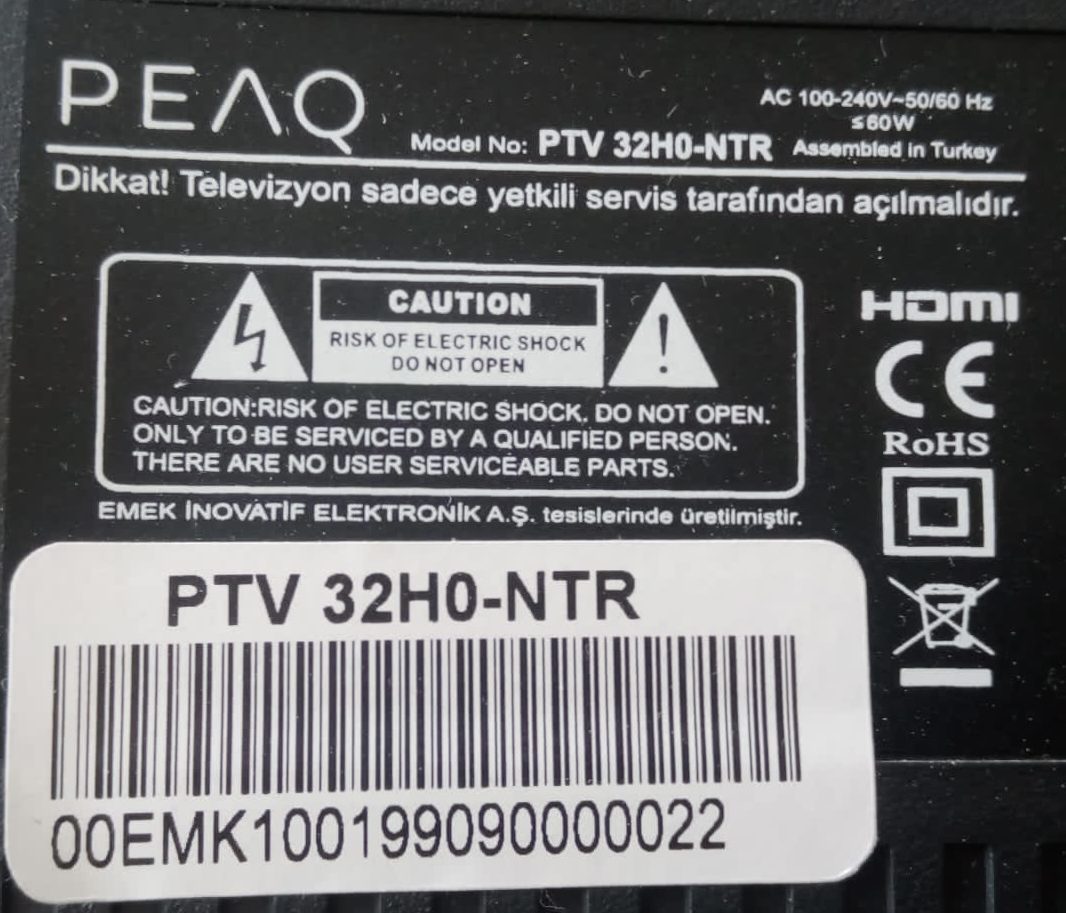 PEAQ
AC 100-240V~50/60 Hz
≤60W
Model No: PTV 32H0-NTR
Assembled in Turkey
Dikkat! Televizyon sadece yetkili servis tarafından açılmalıdır.
CAUTION
RISK OF ELECTRIC SHOCK
DO NOT OPEN
CAUTION:RISK OF ELECTRIC SHOCK. DO NOT OPEN.
ONLY TO BE SERVICED BY A QUALIFIED PERSON.
THERE ARE NO USER SERVICEABLE PARTS.
HDMI
CE
RoHS
EMEK İNOVATİF ELEKTRONİK A.Ş. tesislerinde üretilmiştir.
PTV 32H0-NTR
00EMK100199090000022